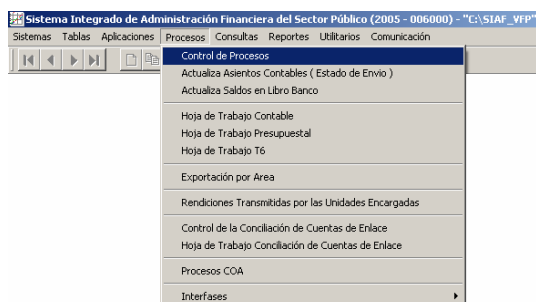 Sistema Integrado de Administración Financiera del Sector Público (2005 - 006000) - "C:\SIAF_VFP"
Sistemas Tablas Aplicaciones Procesos Consultas Reportes Utilitarios Comunicación
Control de Procesos
Actualiza Asientos Contables ( Estado de Envio )
Actualiza Saldos en Libro Banco
Hoja de Trabajo Contable
Hoja de Trabajo Presupuestal
Hoja de Trabajo T6
Exportación por Area
Rendiciones Transmitidas por las Unidades Encargadas
Control de la Conciliación de Cuentas de Enlace
Hoja de Trabajo Conciliación de Cuentas de Enlace
Procesos COA
Interfases